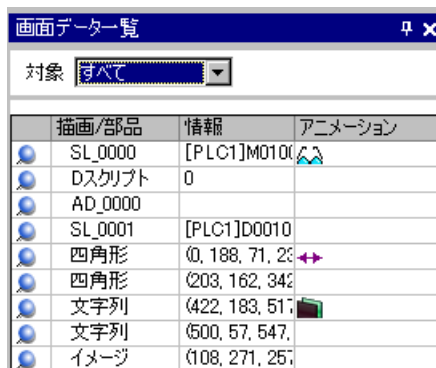 画面データ一覧
対象 すべて
描画/部品 情報 アニメーション
SL_0000 [PLC1]M0100
Dスクリプト 0
AD_0000
SL_0001 [PLC1]D0010
四角形 (0, 188, 71, 23
四角形 (203, 162, 342
文字列 (422, 183, 517,
文字列 (500, 57, 547,
イメージ (108, 271, 257,